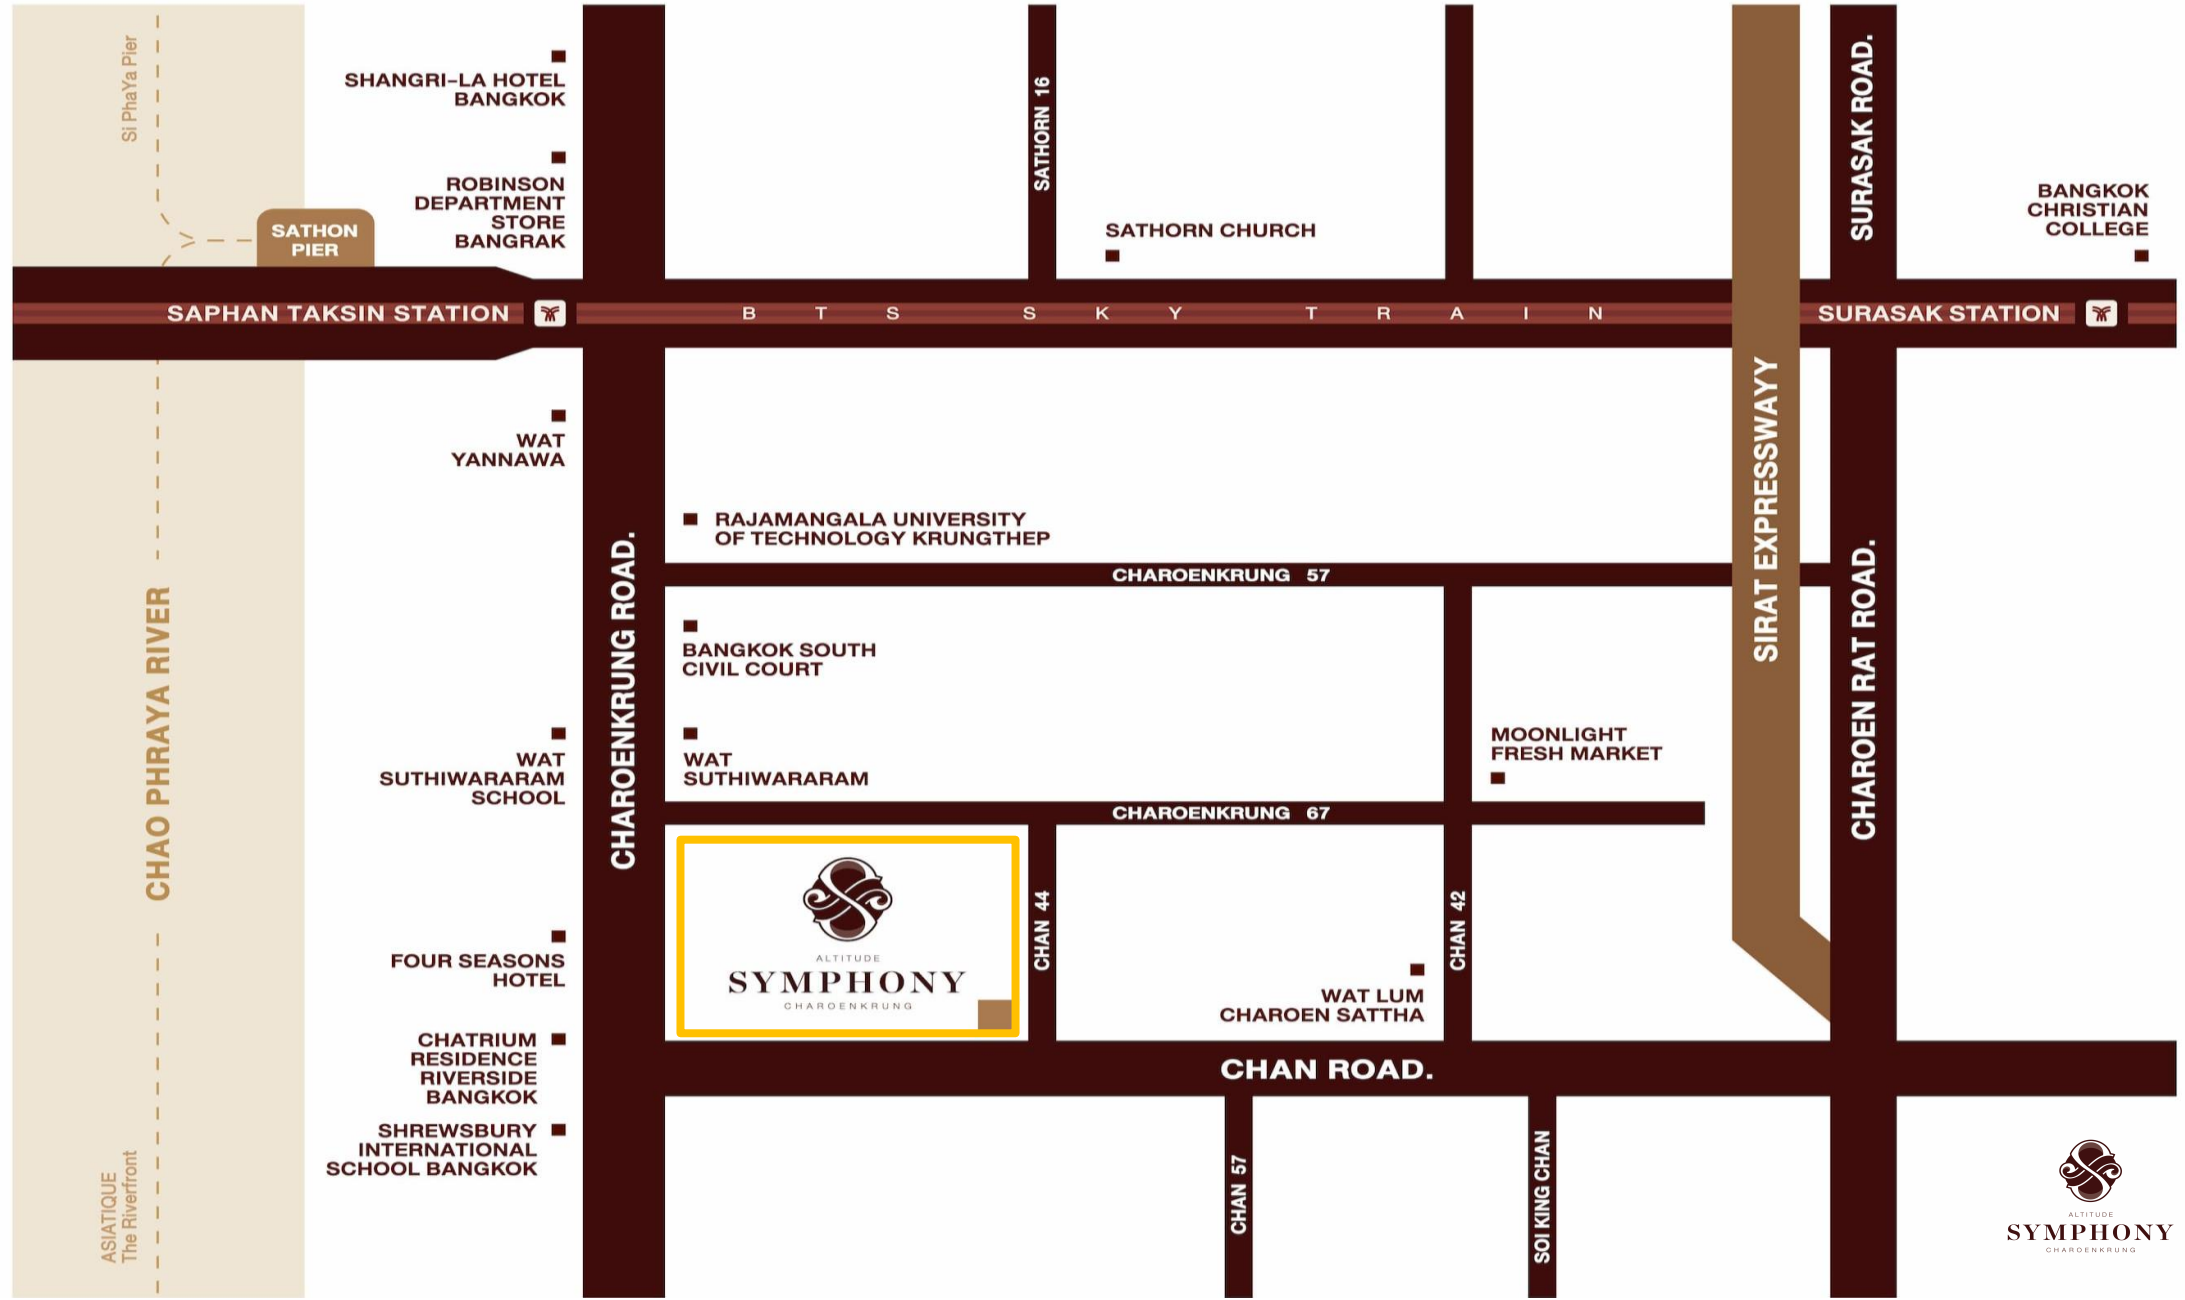 Si PhaYa Pier
SHANGRI-LA HOTEL
BANGKOK
ROBINSON
DEPARTMENT
STORE
BANGRAK
SATHON
PIER
SATHORN 16
SATHORN CHURCH
SURASAK ROAD.
BANGKOK
CHRISTIAN
COLLEGE
SAPHAN TAKSIN STATION
BTS SKY TRAIN
SURASAK STATION
WAT
YANNAWA
SIRAT EXPRESSWAYY
RAJAMANGALA UNIVERSITY
OF TECHNOLOGY KRUNGTHEP
CHAROENKRUNG 57
CHAO PHRAYA RIVER
CHAROENKRUNG ROAD.
CHAROEN RAT ROAD.
BANGKOK SOUTH
CIVIL COURT
WAT
SUTHIWARARAM
SCHOOL
WAT
SUTHIWARARAM
MOONLIGHT
FRESH MARKET
CHAROENKRUNG 67
ALTITUDE
SYMPHONY
CHAROENKRUNG
CHAN 44
CHAN 42
FOUR SEASONS
HOTEL
WAT LUM
CHAROEN SATTHA
CHATRIUM
RESIDENCE
RIVERSIDE
BANGKOK
CHAN ROAD.
SHREWSBURY
INTERNATIONAL
SCHOOL BANGKOK
ASIATIQUE
The Riverfront
CHAN 57
SOI KING CHAN
ALTITUDE
SYMPHONY
CHAROENKRUNG